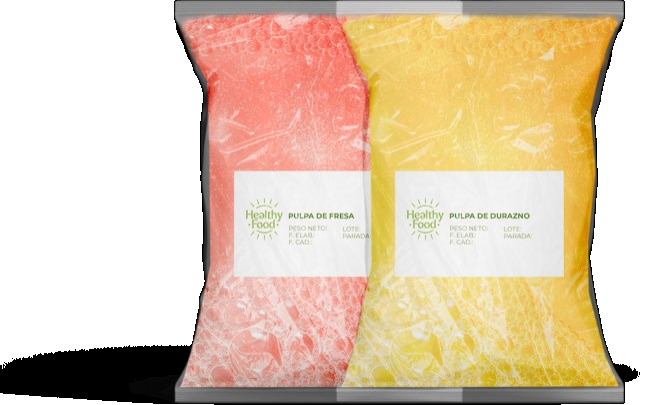 Healthy
Food
PULPA DE FRESA
PESO NETO:
LOTE:
F. ELAB.:
PARADA
F. CAD.:
Healthy
Food
PULPA DE DURAZNO
PESO NETO:
LOTE:
F. ELAB.:
PARADA:
F. CAD.: